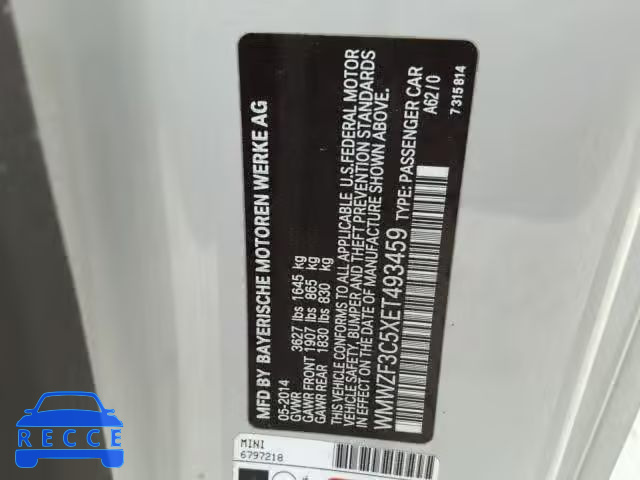 MFD BY BAYERISCHE MOTOREN WERKE AG
05-2014
GVWR 3627 lbs 1645 kg
GAWR FRONT 1907 lbs 865 kg
GAWR REAR 1830 lbs 830 kg
THIS VEHICLE CONFORMS TO ALL APPLICABLE U.S.FEDERAL MOTOR
VEHICLE SAFETY, BUMPER AND THEFT PREVENTION STANDARDS
IN EFFECT ON THE DATE OF MANUFACTURE SHOWN ABOVE.
WMWZF3C5XET493459 TYPE: PASSENGER CAR
A62/0
7315814
MINI
6797218
RECCE